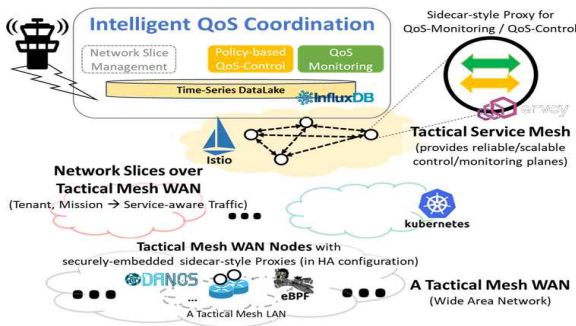 Intelligent QoS Coordination
Network Slice
Management
Policy-based
QoS-Control
QoS
Monitoring
Time-Series DataLake
InfluxDB
Sidecar-style Proxy for
QoS-Monitoring / QoS-Control
envoy
Istio
Tactical Service Mesh
(provides reliable/scalable
control/monitoring planes)
Network Slices over
Tactical Mesh WAN
(Tenant, Mission → Service-aware Traffic)
kubernetes
Tactical Mesh WAN Nodes with
securely-embedded sidecar-style Proxies (in HA configuration)
DANOS
...
eBPF
A Tactical Mesh LAN
A Tactical Mesh WAN
(Wide Area Network)